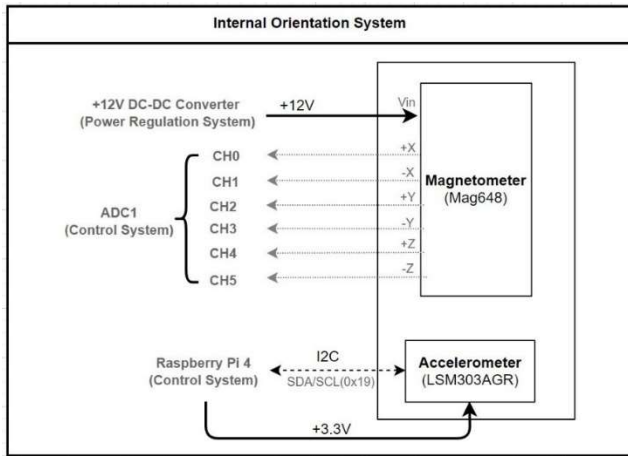 Internal Orientation System
+12V DC-DC Converter
(Power Regulation System)
+12V
Vin
CH0
+X
CH1
-X
CH2
+Y
CH3
-Y
CH4
+Z
CH5
-Z
ADC1
(Control System)
Magnetometer
(Mag648)
Raspberry Pi 4
(Control System)
I2C
SDA/SCL(0x19)
Accelerometer
(LSM303AGR)
+3.3V